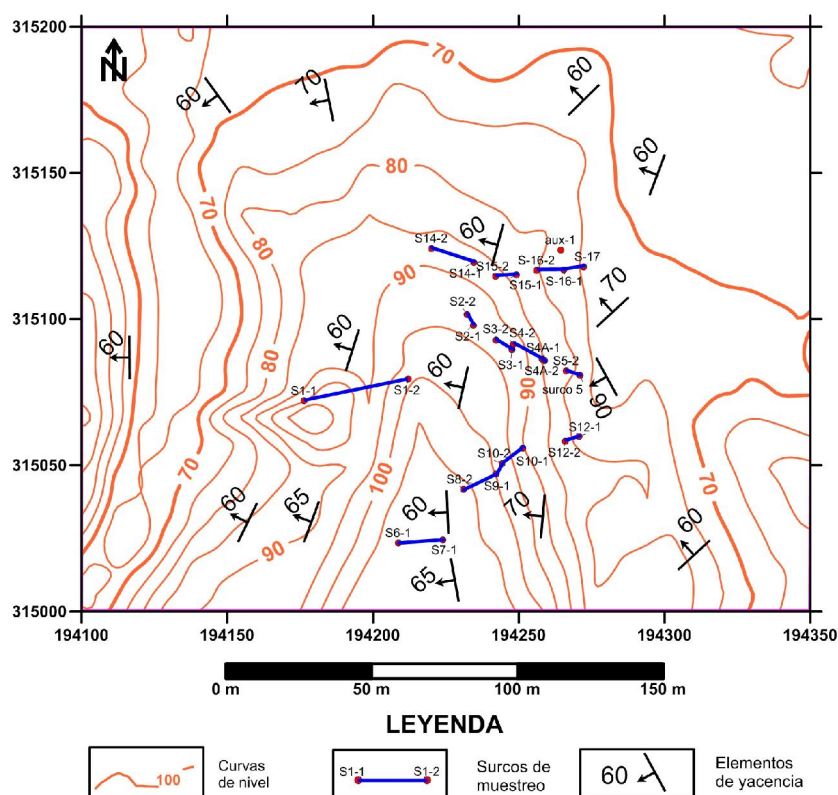 315200
70
60
70
60
N
60
315150
80
70
80
60
aux-1
S14-2
S14-1
S15-2
S15-1
S-16-2
S-16-1
S-17
70
90
315100
60
S2-2
S2-1
60
S3-2
S4-2
S3-1
S4A-1
S4A-2
S5-2
surco 5
90
60
80
S1-1
S1-2
90
S12-1
S12-2
S10-2
S10-1
315050
70
100
S8-2
S9-1
70
60
65
60
70
60
S6-1
S7-1
90
65
315000
194100
194150
194200
194250
194300
194350
0 m
50 m
100 m
150 m
LEYENDA
100
Curvas
de nivel
S1-1
S1-2
Surcos de
muestreo
60
Elementos
de yacencia